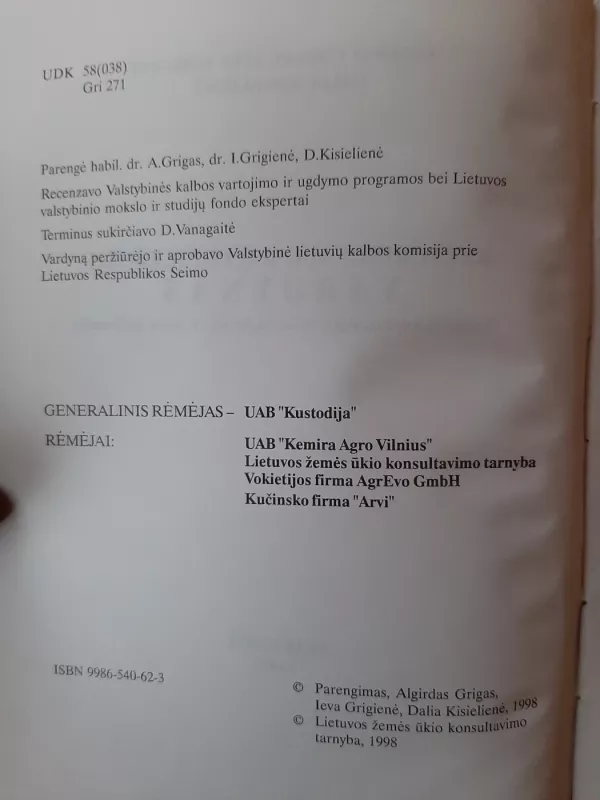 UDK 58(038)
Gri 271
Parengė habil. dr. A.Grigas, dr. I.Grigienė, D.Kisielienė
Recenzavo Valstybinės kalbos vartojimo ir ugdymo programos bei Lietuvos
valstybinio mokslo ir studijų fondo ekspertai
Terminus sukirčiavo D.Vanagaitė
Vardyną peržiūrėjo ir aprobavo Valstybinė lietuvių kalbos komisija prie
Lietuvos Respublikos Seimo
GENERALINIS RĖMĖJAS – UAB "Kustodija"
RĖMĖJAI: UAB "Kemira Agro Vilnius"
Lietuvos žemės ūkio konsultavimo tarnyba
Vokietijos firma AgrEvo GmbH
Kučinsko firma "Arvi"
ISBN 9986-540-62-3
© Parengimas, Algirdas Grigas,
Ieva Grigienė, Dalia Kisielienė, 1998
© Lietuvos žemės ūkio konsultavimo
tarnyba, 1998